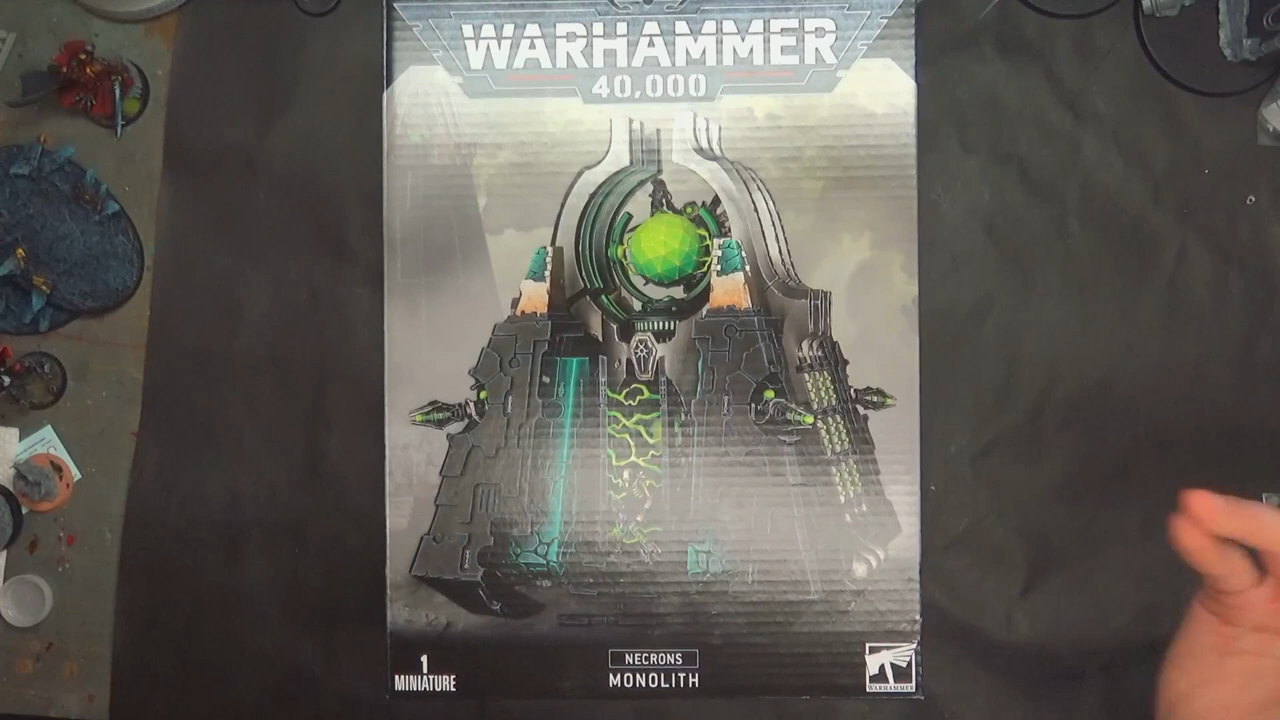 WARHAMMER
40,000
1
MINIATURE
NECRONS
MONOLITH
WARHAMMER